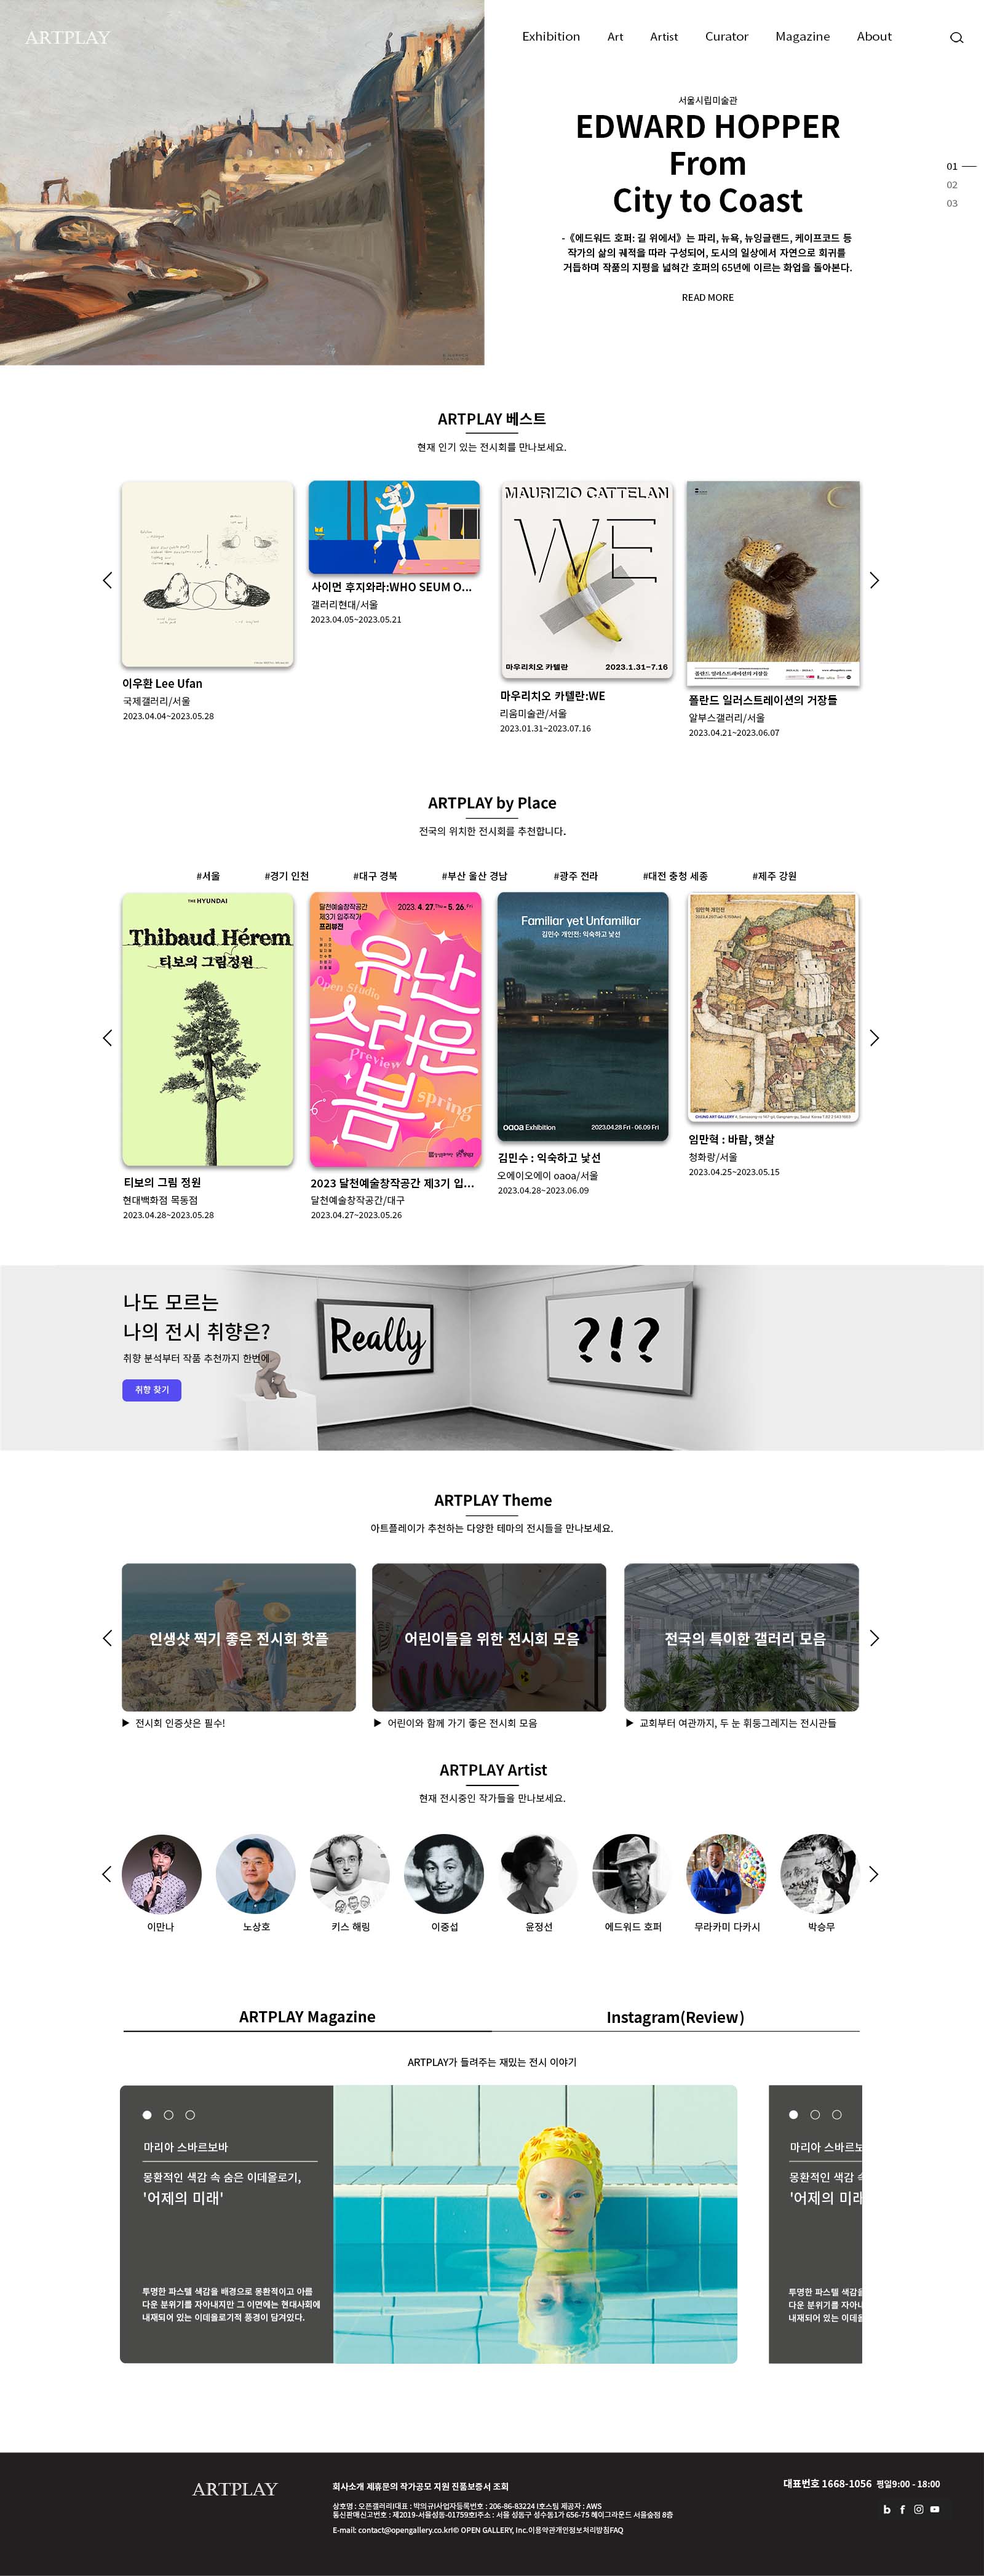 ARTPLAY
Exhibition Art Artist Curator Magazine About
서울시립미술관
EDWARD HOPPER
From
City to Coast
01
02
03
-《에드워드 호퍼: 길 위에서》는 파리, 뉴욕, 뉴잉글랜드, 케이프코드 등
작가의 삶의 궤적을 따라 구성되어, 도시의 일상에서 자연으로 회귀를
거듭하며 작품의 지평을 넓혀간 호퍼의 65년에 이르는 화업을 돌아본다.
READ MORE
ARTPLAY 베스트
현재 인기 있는 전시회를 만나보세요.
이우환 Lee Ufan
국제갤러리/서울
2023.04.04~2023.05.28
사이먼 후지와라:WHO SEUM O...
갤러리현대/서울
2023.04.05~2023.05.21
MAURIZIO CATTELAN
WE
마우리치오 카텔란 2023.1.31–7.16
마우리치오 카텔란:WE
리움미술관/서울
2023.01.31~2023.07.16
폴란드 일러스트레이션의 거장들
폴란드 일러스트레이션의 거장들
알부스갤러리/서울
2023.04.21~2023.06.07
ARTPLAY by Place
전국의 위치한 전시회를 추천합니다.
#서울 #경기 인천 #대구 경북 #부산 울산 경남 #광주 전라 #대전 충청 세종 #제주 강원
THE HYUNDAI
Thibaud Hérem
티보의 그림정원
티보의 그림 정원
현대백화점 목동점
2023.04.28~2023.05.28
달천예술창작공간
제3기 입주작가
프리뷰전
2023. 4. 27.Thu – 5. 26.Fri
유난
Open Studio
스러운
Preview
봄
spring
2023 달천예술창작공간 제3기 입...
달천예술창작공간/대구
2023.04.27~2023.05.26
Familiar yet Unfamiliar
김민수 개인전: 익숙하고 낯선
oaoa Exhibition 2023.04.28 Fri - 06.09 Fri
김민수 : 익숙하고 낯선
오에이오에이 oaoa/서울
2023.04.28~2023.06.09
임만혁 개인전
CHUNG ART GALLERY
임만혁 : 바람, 햇살
청화랑/서울
2023.04.25~2023.05.15
나도 모르는
나의 전시 취향은?
취향 분석부터 작품 추천까지 한번에
취향 찾기
Really
?!?
ARTPLAY Theme
아트플레이가 추천하는 다양한 테마의 전시들을 만나보세요.
인생샷 찍기 좋은 전시회 핫플
어린이들을 위한 전시회 모음
전국의 특이한 갤러리 모음
▶ 전시회 인증샷은 필수!
▶ 어린이와 함께 가기 좋은 전시회 모음
▶ 교회부터 여관까지, 두 눈 휘둥그레지는 전시관들
ARTPLAY Artist
현재 전시중인 작가들을 만나보세요.
이만나 노상호 키스 해링 이중섭 윤정선 에드워드 호퍼 무라카미 다카시 박승무
ARTPLAY Magazine Instagram(Review)
ARTPLAY가 들려주는 재밌는 전시 이야기
마리아 스바르보바
몽환적인 색감 속 숨은 이데올로기,
'어제의 미래'
투명한 파스텔 색감을 배경으로 몽환적이고 아름
다운 분위기를 자아내지만 그 이면에는 현대사회에
내재되어 있는 이데올로기적 풍경이 담겨있다.
마리아 스바르보
몽환적인 색감 속
'어제의 미래
투명한 파스텔 색감을
다운 분위기를 자아내
내재되어 있는 이데올
ARTPLAY
회사소개 제휴문의 작가공모 지원 진품보증서 조회
상호명 : 오픈갤러리I대표 : 박의규I사업자등록번호 : 206-86-83224 I호스팅 제공자 : AWS
통신판매신고번호 : 제2019-서울성동-01759호I주소 : 서울 성동구 성수동1가 656-75 헤이그라운드 서울숲점 8층
E-mail: contact@opengallery.co.krI© OPEN GALLERY, Inc.이용약관개인정보처리방침FAQ
대표번호 1668-1056 평일9:00 - 18:00